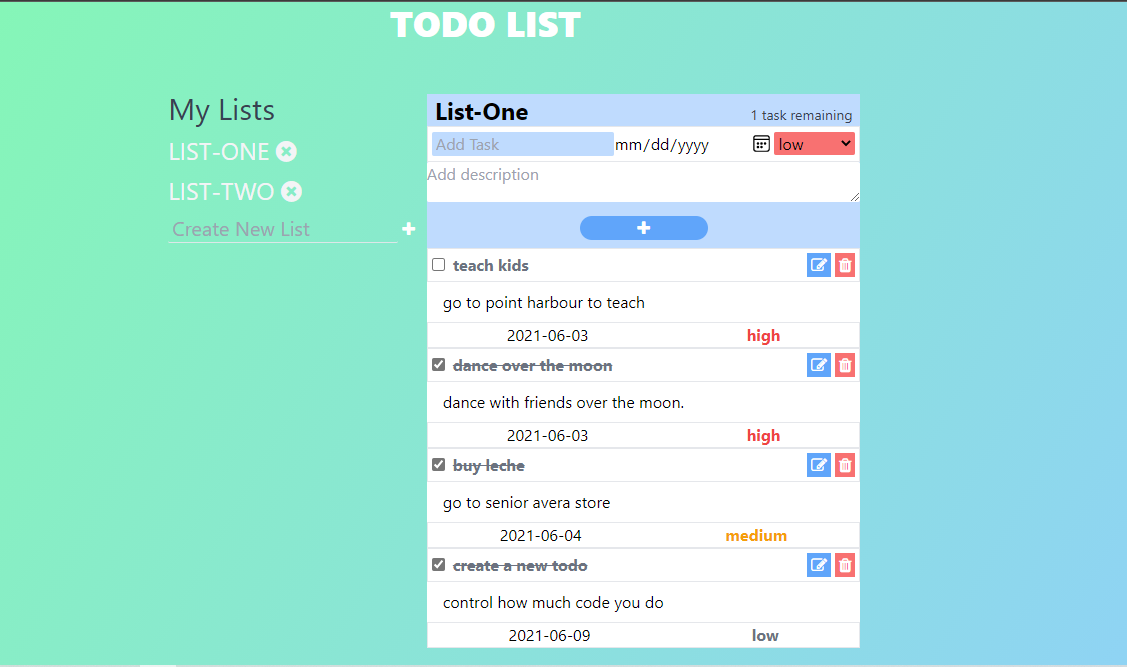 TODO LIST
My Lists
LIST-ONE
LIST-TWO
Create New List
List-One
1 task remaining
Add Task
mm/dd/yyyy
low
Add description
teach kids
go to point harbour to teach
2021-06-03
high
dance over the moon
dance with friends over the moon.
2021-06-03
high
buy leche
go to senior avera store
2021-06-04
medium
create a new todo
control how much code you do
2021-06-09
low